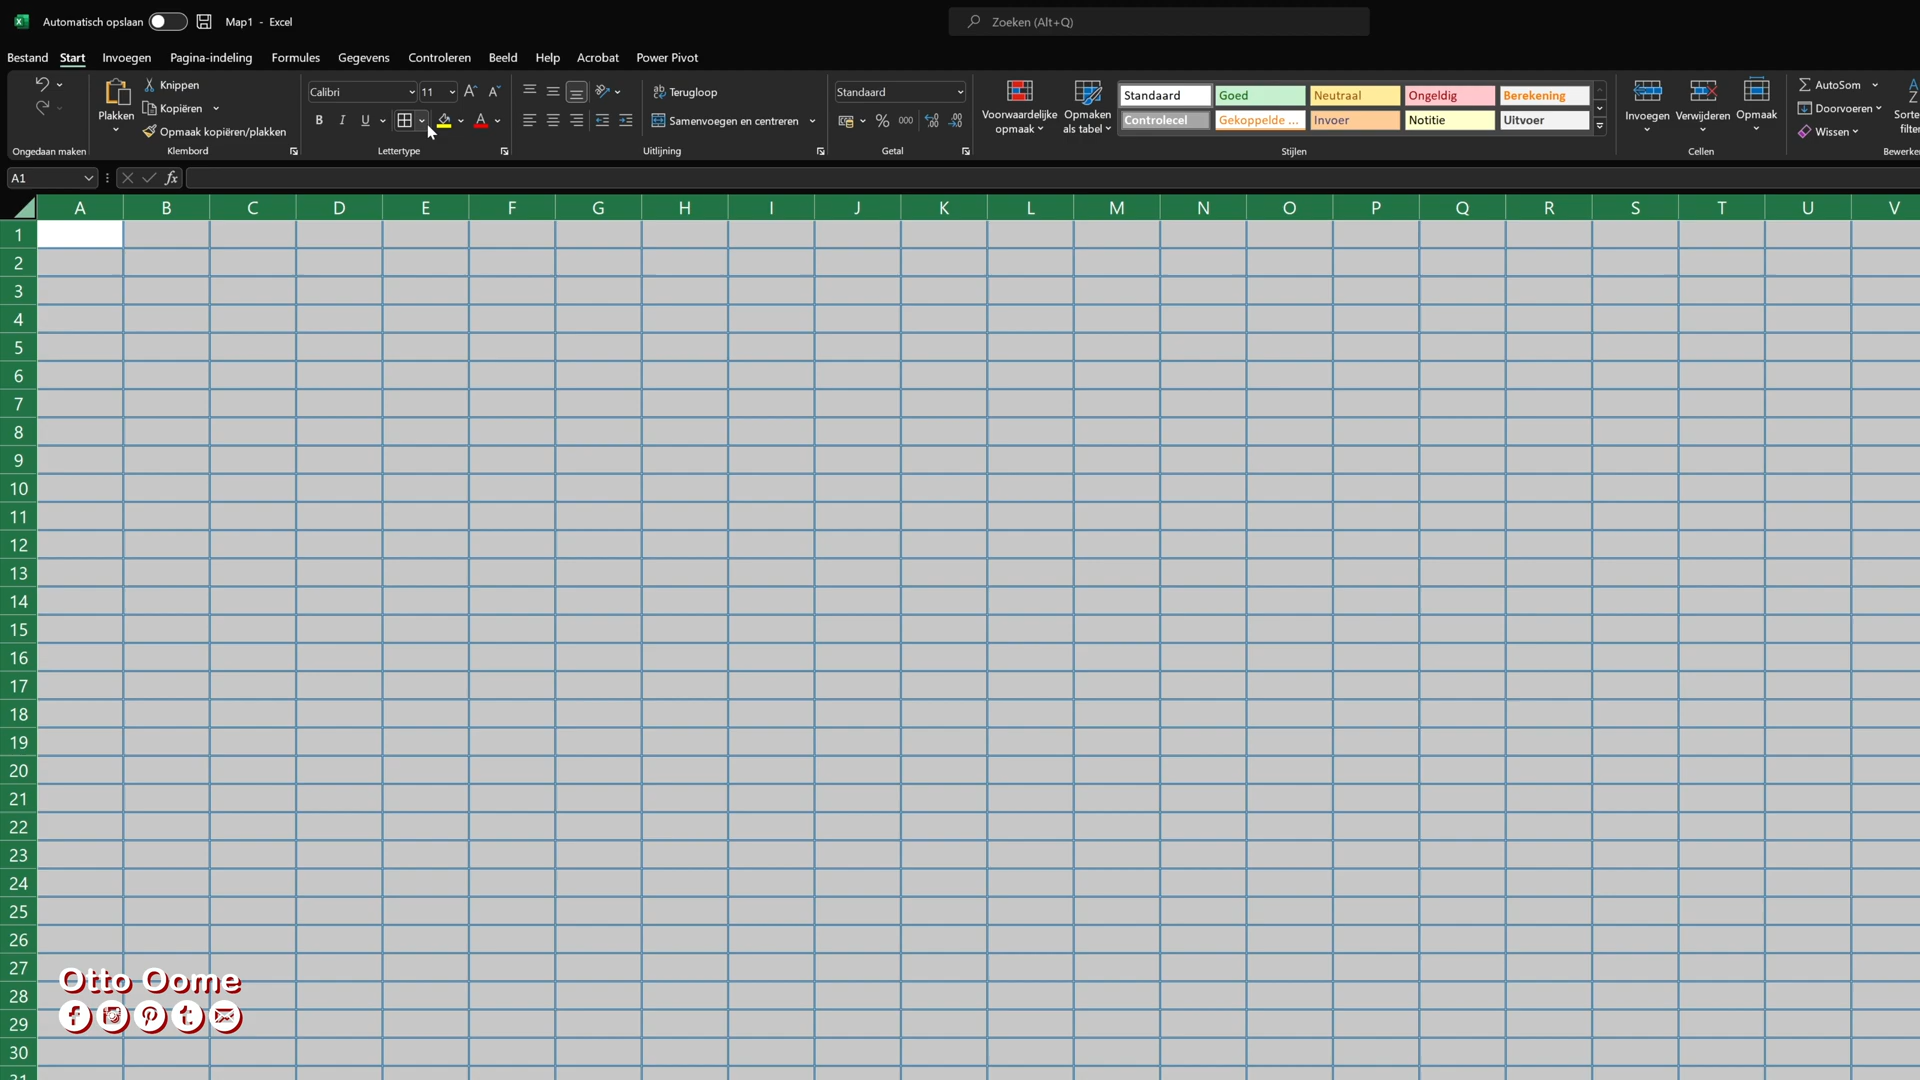 Automatisch opslaan Map1 - Excel Zoeken (Alt+Q)
Bestand Start Invoegen Pagina-indeling Formules Gegevens Controleren Beeld Help Acrobat Power Pivot
Plakken
Knippen
Kopiëren
Opmaak kopiëren/plakken
Calibri 11
B I U A
Terugloop
Samenvoegen en centreren
Standaard
% 000
Voorwaardelijke opmaak
Opmaken als tabel
Standaard Goed Neutraal Ongeldig Berekening
Controlecel Gekoppelde ... Invoer Notitie Uitvoer
Invoegen Verwijderen Opmaak
AutoSom
Doorvoeren
Wissen
Ongedaan maken Klembord Lettertype Uitlijning Getal Stijlen Cellen
A1 fx
A B C D E F G H I J K L M N O P Q R S T U V
1
2
3
4
5
6
7
8
9
10
11
12
13
14
15
16
17
18
19
20
21
22
23
24
25
26
27
28
29
30
Otto Oome